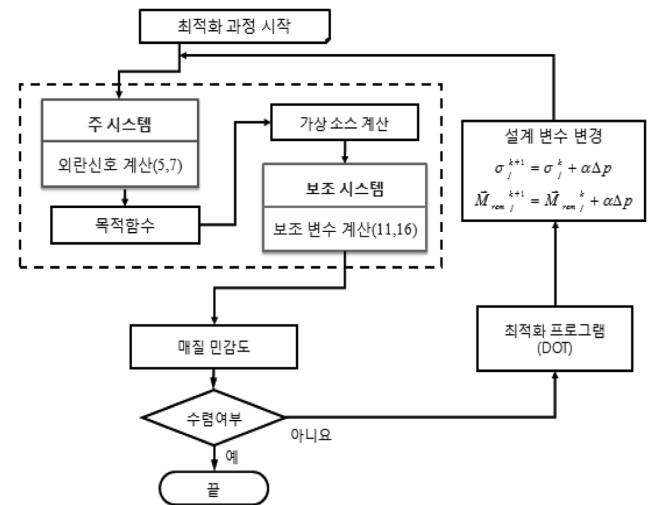 최적화 과정 시작
주 시스템
외란신호 계산(5,7)
목적함수
가상 소스 계산
보조 시스템
보조 변수 계산(11,16)
매질 민감도
수렴여부
아니요
예
끝
최적화 프로그램
(DOT)
설계 변수 변경
σ_j^{k+1} = σ_j^k + αΔp
M⃗_{rem j}^{k+1} = M⃗_{rem j}^k + αΔp